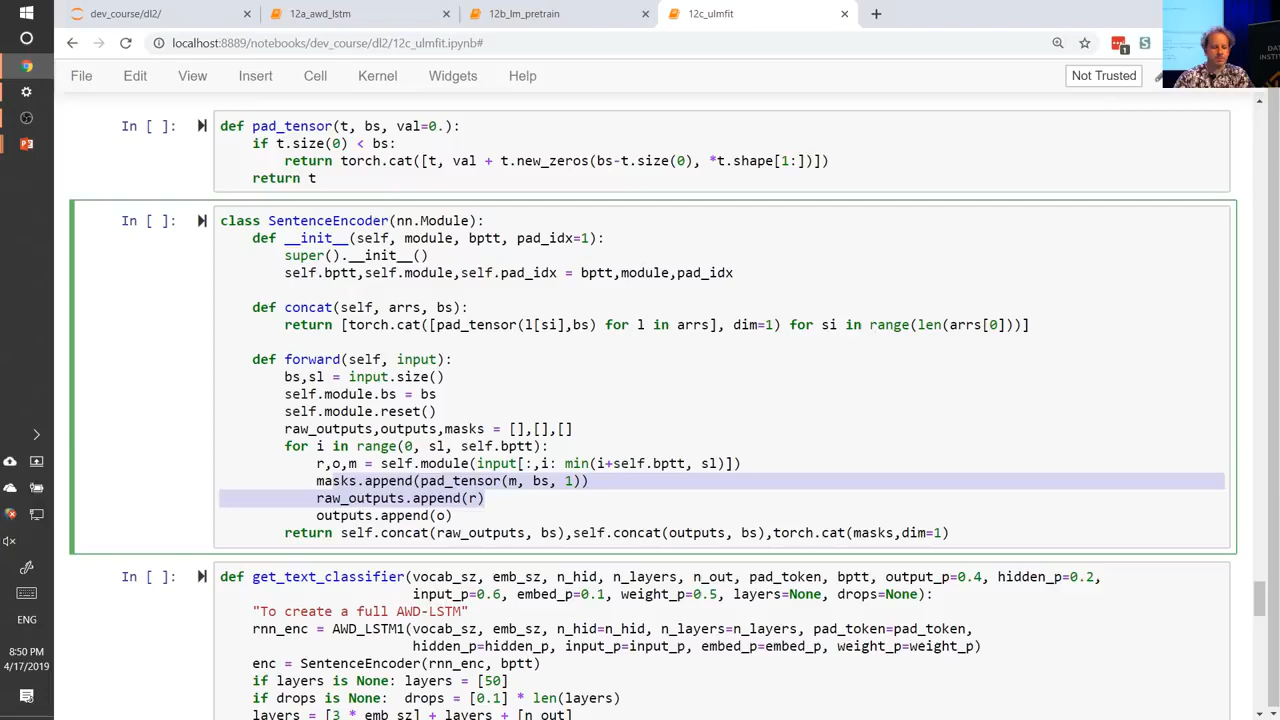 dev_course/dl2/
12a_awd_lstm
12b_lm_pretrain
12c_ulmfit
localhost:8889/notebooks/dev_course/dl2/12c_ulmfit.ipynb#
1
S
File Edit View Insert Cell Kernel Widgets Help
Not Trusted
In [ ]:
def pad_tensor(t, bs, val=0.):
    if t.size(0) < bs:
        return torch.cat([t, val + t.new_zeros(bs-t.size(0), *t.shape[1:])])
    return t
In [ ]:
class SentenceEncoder(nn.Module):
    def __init__(self, module, bptt, pad_idx=1):
        super().__init__()
        self.bptt,self.module,self.pad_idx = bptt,module,pad_idx
    def concat(self, arrs, bs):
        return [torch.cat([pad_tensor(l[si],bs) for l in arrs], dim=1) for si in range(len(arrs[0]))]
    def forward(self, input):
        bs,sl = input.size()
        self.module.bs = bs
        self.module.reset()
        raw_outputs,outputs,masks = [],[],[]
        for i in range(0, sl, self.bptt):
            r,o,m = self.module(input[:,i: min(i+self.bptt, sl)])
            masks.append(pad_tensor(m, bs, 1))
            raw_outputs.append(r)
            outputs.append(o)
        return self.concat(raw_outputs, bs),self.concat(outputs, bs),torch.cat(masks,dim=1)
In [ ]:
def get_text_classifier(vocab_sz, emb_sz, n_hid, n_layers, n_out, pad_token, bptt, output_p=0.4, hidden_p=0.2,
                        input_p=0.6, embed_p=0.1, weight_p=0.5, layers=None, drops=None):
    "To create a full AWD-LSTM"
    rnn_enc = AWD_LSTM1(vocab_sz, emb_sz, n_hid=n_hid, n_layers=n_layers, pad_token=pad_token,
                        hidden_p=hidden_p, input_p=input_p, embed_p=embed_p, weight_p=weight_p)
    enc = SentenceEncoder(rnn_enc, bptt)
    if layers is None: layers = [50]
    if drops is None:  drops = [0.1] * len(layers)
    layers = [3 * emb_sz] + layers + [n_out]
ENG
8:50 PM
4/17/2019